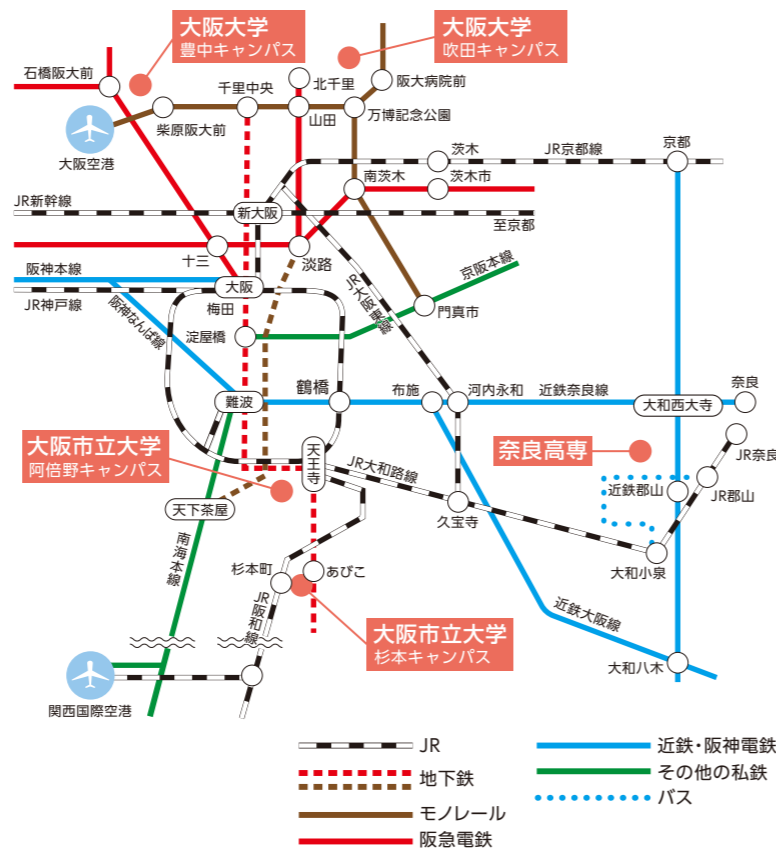 大阪大学
豊中キャンパス
大阪大学
吹田キャンパス
石橋阪大前
千里中央
北千里
阪大病院前
柴原阪大前
山田
万博記念公園
大阪空港
茨木
JR京都線
京都
南茨木
茨木市
JR新幹線
新大阪
至京都
十三
淡路
阪神本線
大阪
JR大阪東線
京阪本線
JR神戸線
梅田
阪神なんば線
淀屋橋
門真市
鶴橋
布施
河内永和
近鉄奈良線
奈良
難波
大和西大寺
大阪市立大学
阿倍野キャンパス
天王寺
JR大和路線
奈良高専
JR奈良
近鉄郡山
JR郡山
天下茶屋
久宝寺
大和小泉
南海本線
杉本町
あびこ
JR阪和線
大阪市立大学
杉本キャンパス
近鉄大阪線
大和八木
関西国際空港
JR
地下鉄
モノレール
阪急電鉄
近鉄・阪神電鉄
その他の私鉄
バス